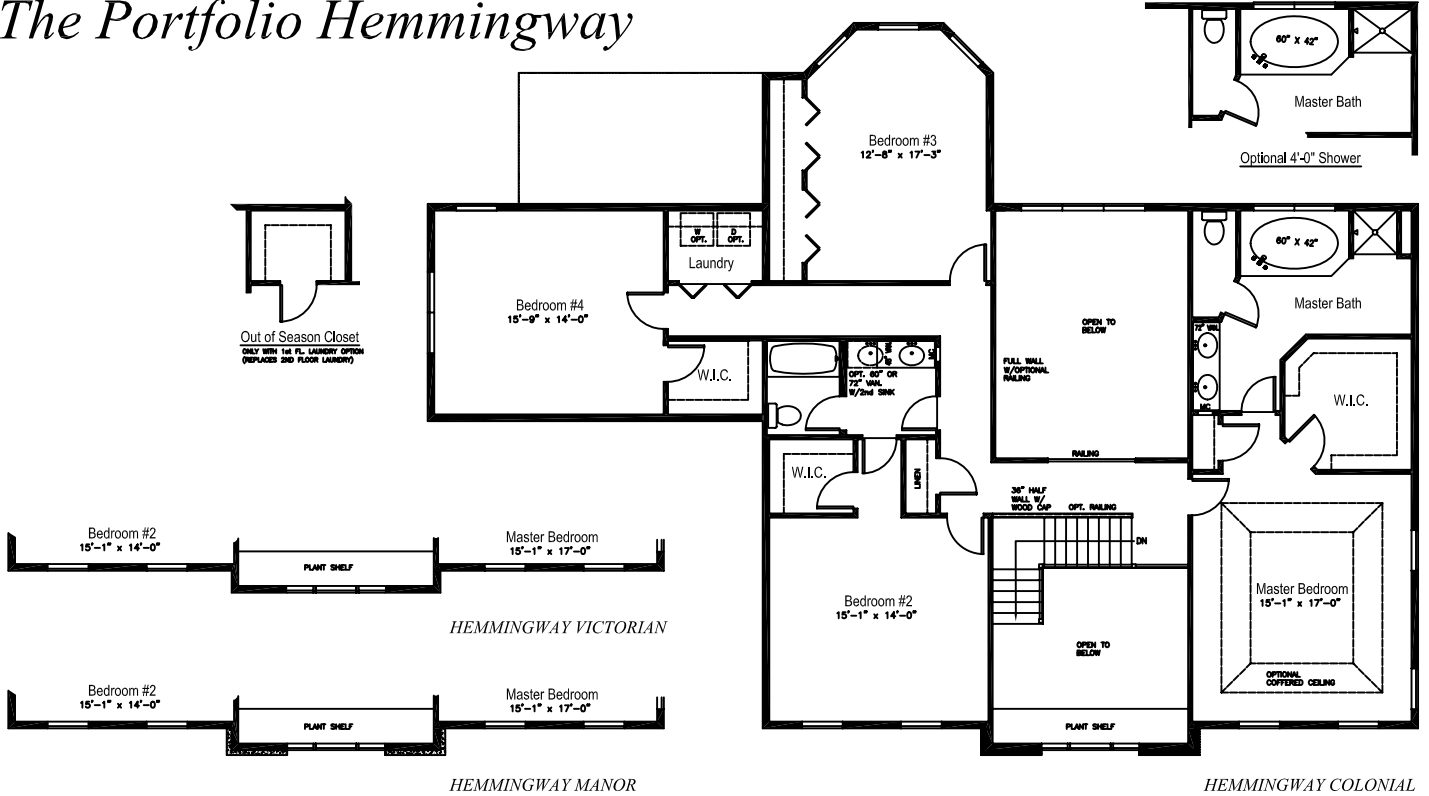 The Portfolio Hemmingway
60" X 42"
Master Bath
Optional 4'-0" Shower
Bedroom #3
12'-8" x 17'-3"
W
OPT.
D
OPT.
Laundry
Bedroom #4
15'-9" x 14'-0"
Out of Season Closet
ONLY WITH 1st FL. LAUNDRY OPTION
(REPLACES 2ND FLOOR LAUNDRY)
W.I.C.
OPT. 60" OR
72" VAN.
W/2nd SINK
48" VAN.
MC
OPEN TO
BELOW
FULL WALL
W/OPTIONAL
RAILING
RAILING
60" X 42"
Master Bath
72" VAN.
MC
W.I.C.
W.I.C.
LINEN
36" HALF
WALL W/
WOOD CAP
OPT. RAILING
DN
Bedroom #2
15'-1" x 14'-0"
OPEN TO
BELOW
PLANT SHELF
Master Bedroom
15'-1" x 17'-0"
OPTIONAL
COFFERED CEILING
Bedroom #2
15'-1" x 14'-0"
PLANT SHELF
Master Bedroom
15'-1" x 17'-0"
HEMMINGWAY VICTORIAN
Bedroom #2
15'-1" x 14'-0"
PLANT SHELF
Master Bedroom
15'-1" x 17'-0"
HEMMINGWAY MANOR
HEMMINGWAY COLONIAL